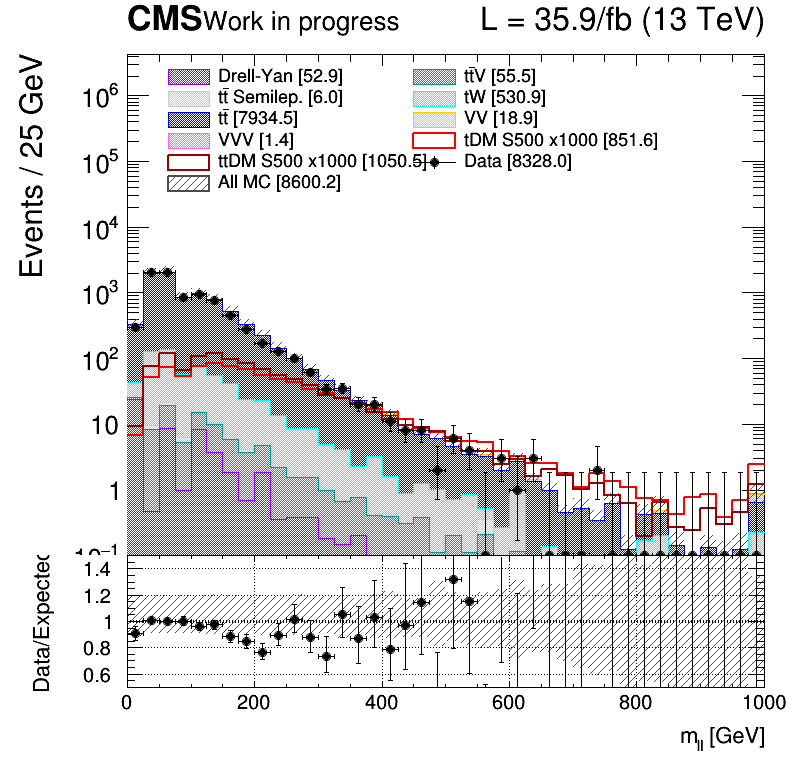 CMS Work in progress L = 35.9/fb (13 TeV)
Events / 25 GeV
Drell-Yan [52.9] tt̄V [55.5]
tt̄ Semilep. [6.0] tW [530.9]
tt̄ [7934.5] VV [18.9]
VVV [1.4] tDM S500 x1000 [851.6]
ttDM S500 x1000 [1050.5] Data [8328.0]
All MC [8600.2]
10⁶
10⁵
10⁴
10³
10²
10
1
10⁻¹
Data/Expected
1.4
1.2
1
0.8
0.6
0 200 400 600 800 1000
m_ll [GeV]